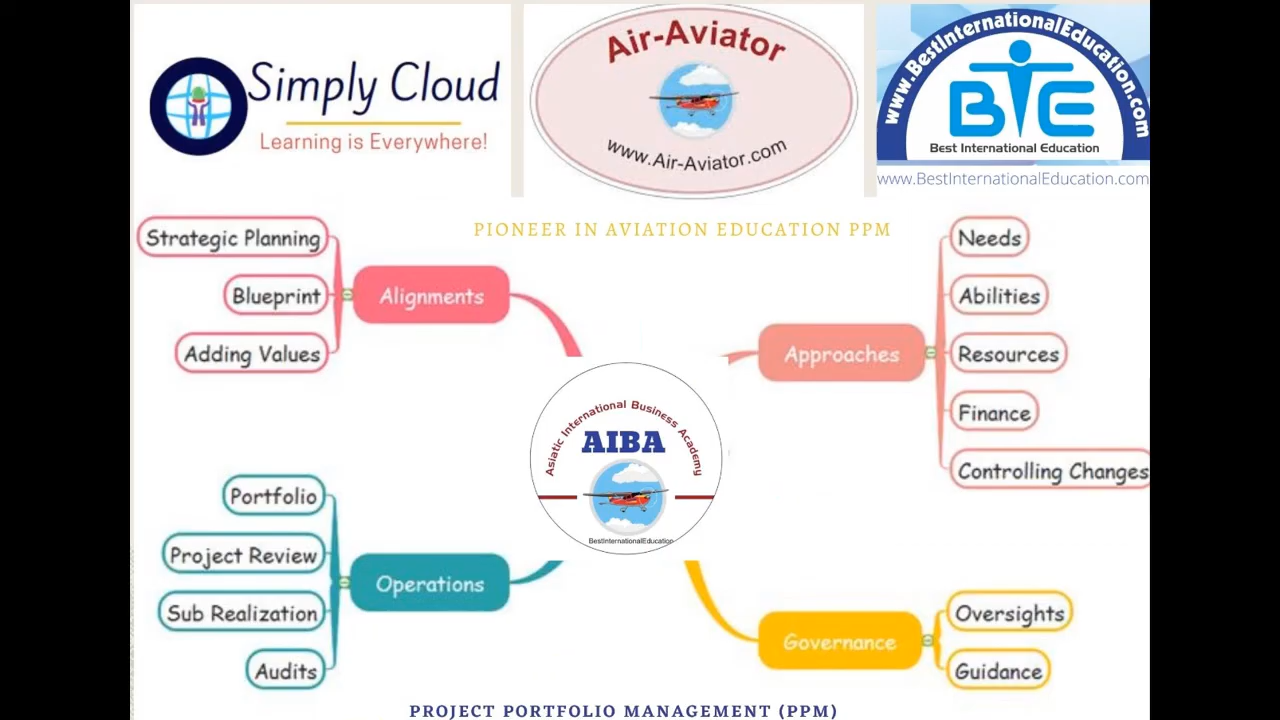 Simply Cloud
Learning is Everywhere!
Air-Aviator
www.Air-Aviator.com
www.BestInternationalEducation.com
BIE
Best International Education
www.BestInternationalEducation.com
PIONEER IN AVIATION EDUCATION PPM
Strategic Planning
Blueprint
Adding Values
Alignments
Approaches
Needs
Abilities
Resources
Finance
Controlling Changes
Asiatic International Business Academy
AIBA
BestInternationalEducation
Portfolio
Project Review
Sub Realization
Audits
Operations
Governance
Oversights
Guidance
PROJECT PORTFOLIO MANAGEMENT (PPM)